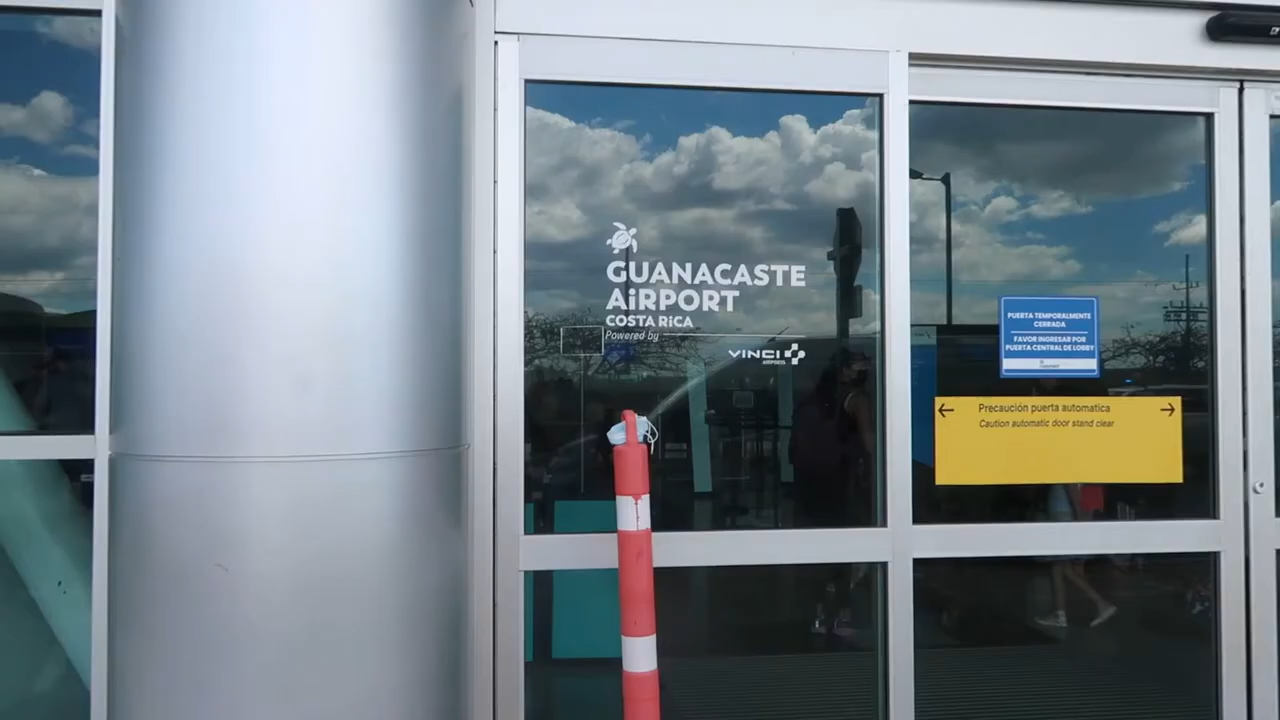 GUANACASTE
AiRPORT
COSTA RiCA
Powered by
VINCI
AIRPORTS
PUERTA TEMPORALMENTE
CERRADA
FAVOR INGRESAR POR
PUERTA CENTRAL DE LOBBY
Precaución puerta automatica
Caution automatic door stand clear